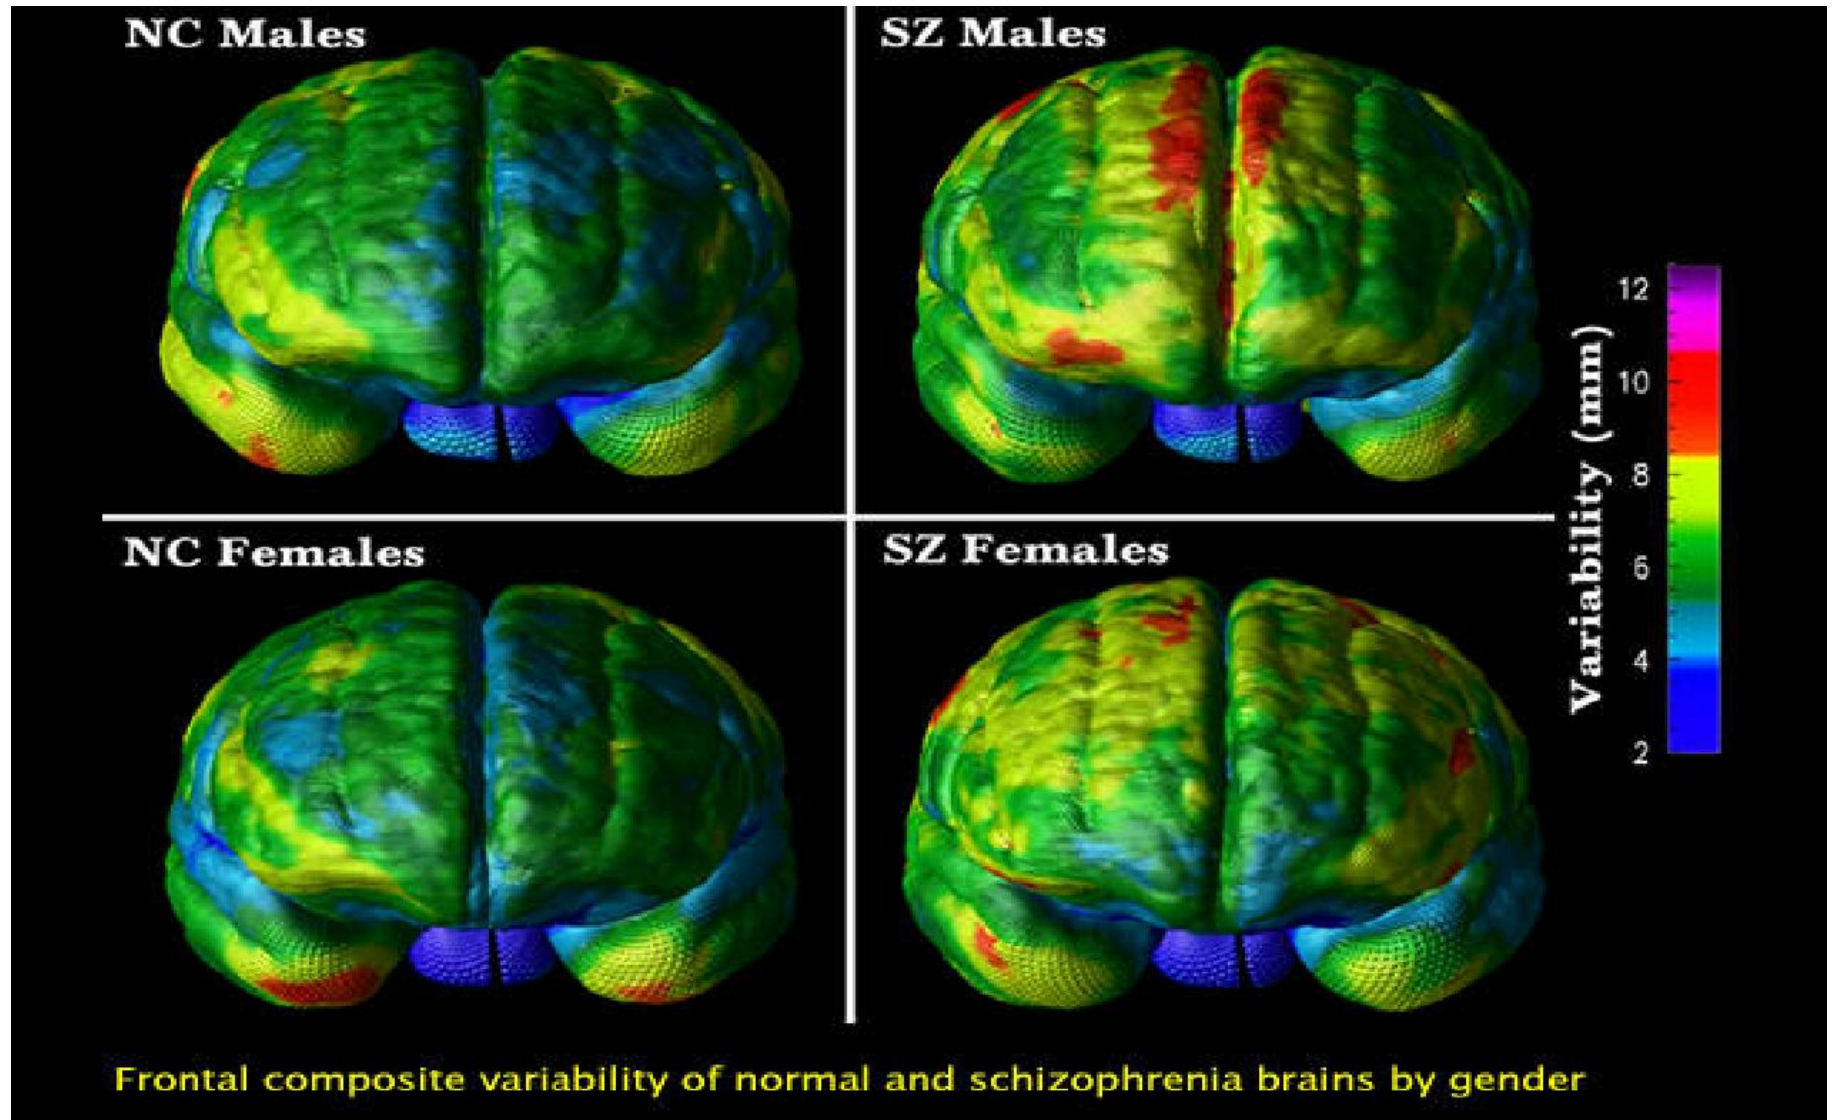 NC Males
SZ Males
NC Females
SZ Females
12
10
8
6
4
2
Variability (mm)
Frontal composite variability of normal and schizophrenia brains by gender